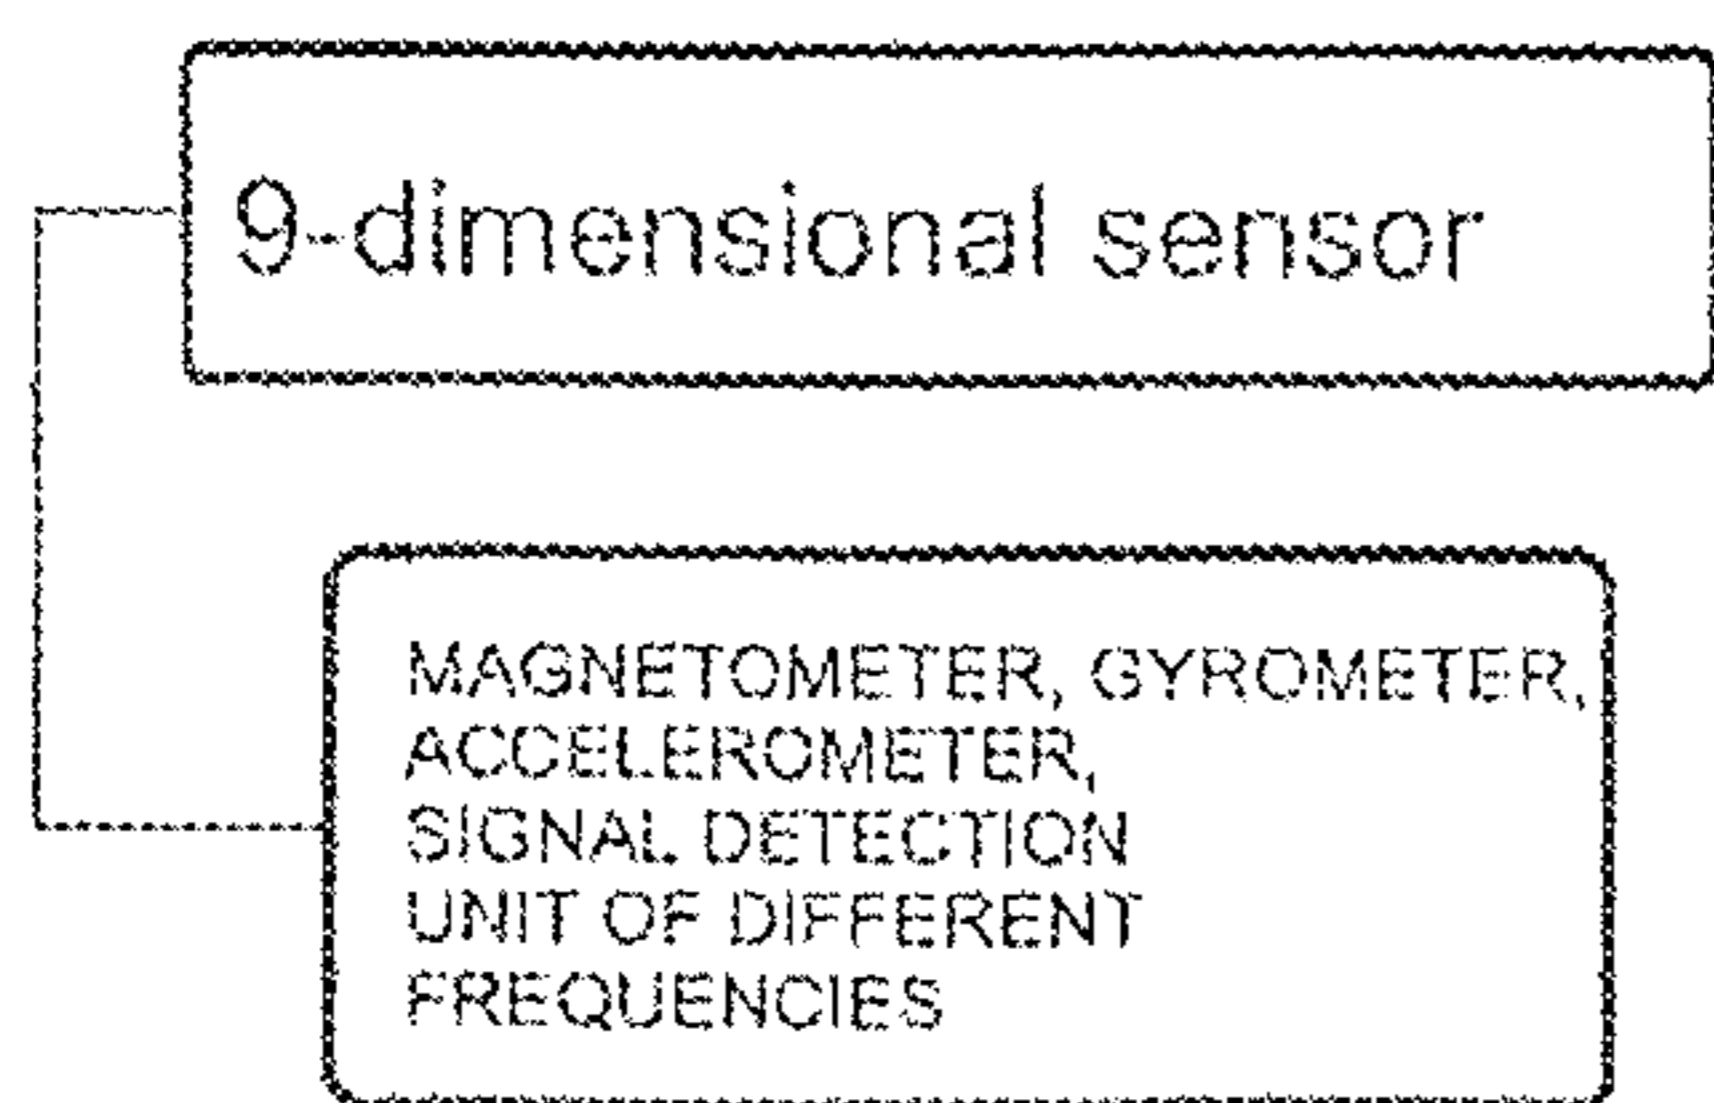 9-dimensional sensor
MAGNETOMETER, GYROMETER,
ACCELEROMETER,
SIGNAL DETECTION
UNIT OF DIFFERENT
FREQUENCIES